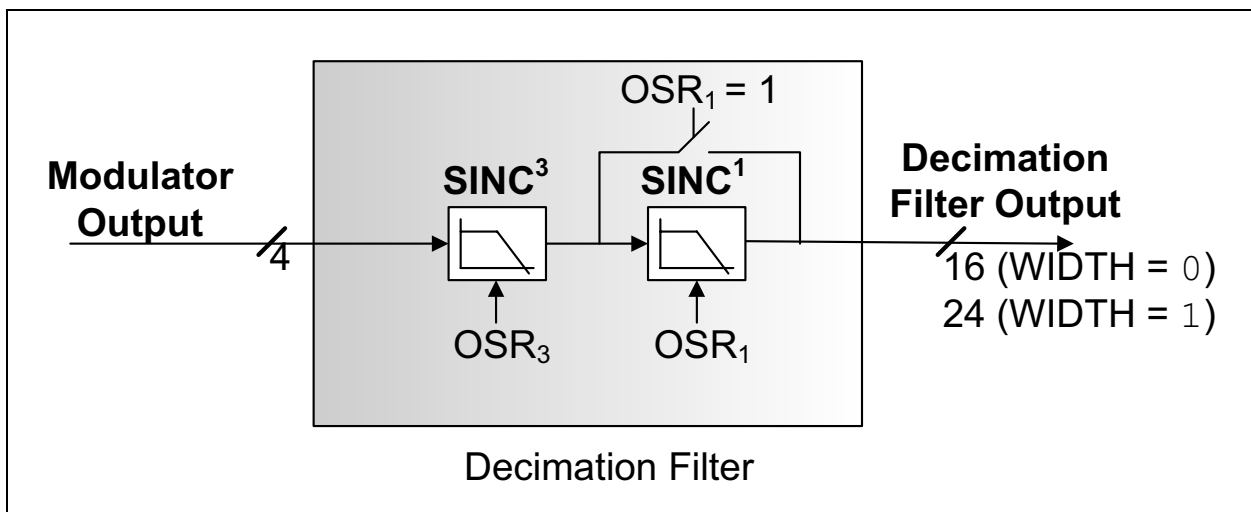 OSR₁ = 1
Modulator
Output
4
SINC³
SINC¹
OSR₃
OSR₁
Decimation
Filter Output
16 (WIDTH = 0)
24 (WIDTH = 1)
Decimation Filter